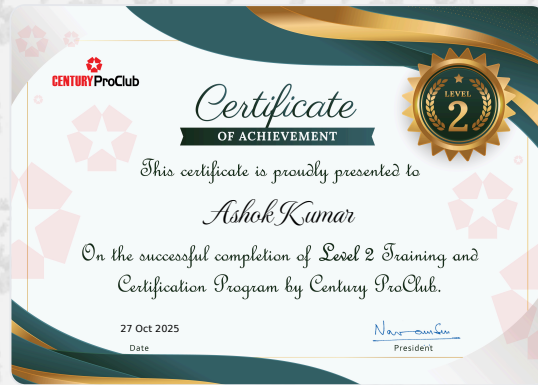 CENTURY ProClub
Certificate
OF ACHIEVEMENT
LEVEL
2
This certificate is proudly presented to
Ashok Kumar
On the successful completion of Level 2 Training and
Certification Program by Century ProClub.
27 Oct 2025
Date
President